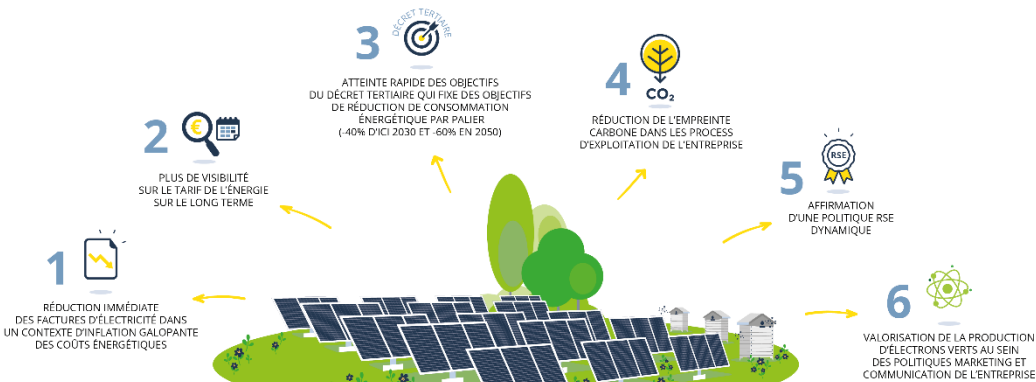 1
RÉDUCTION IMMÉDIATE
DES FACTURES D'ÉLECTRICITÉ DANS
UN CONTEXTE D'INFLATION GALOPANTE
DES COÛTS ÉNERGÉTIQUES
2
€
PLUS DE VISIBILITÉ
SUR LE TARIF DE L'ÉNERGIE
SUR LE LONG TERME
3
DÉCRET TERTIAIRE
ATTEINTE RAPIDE DES OBJECTIFS
DU DÉCRET TERTIAIRE QUI FIXE DES OBJECTIFS
DE RÉDUCTION DE CONSOMMATION
ÉNERGÉTIQUE PAR PALIER
(-40% D'ICI 2030 ET -60% EN 2050)
4
CO₂
RÉDUCTION DE L'EMPREINTE
CARBONE DANS LES PROCESS
D'EXPLOITATION DE L'ENTREPRISE
5
RSE
AFFIRMATION
D'UNE POLITIQUE RSE
DYNAMIQUE
6
VALORISATION DE LA PRODUCTION
D'ÉLECTRONS VERTS AU SEIN
DES POLITIQUES MARKETING ET
COMMUNICATION DE L'ENTREPRISE